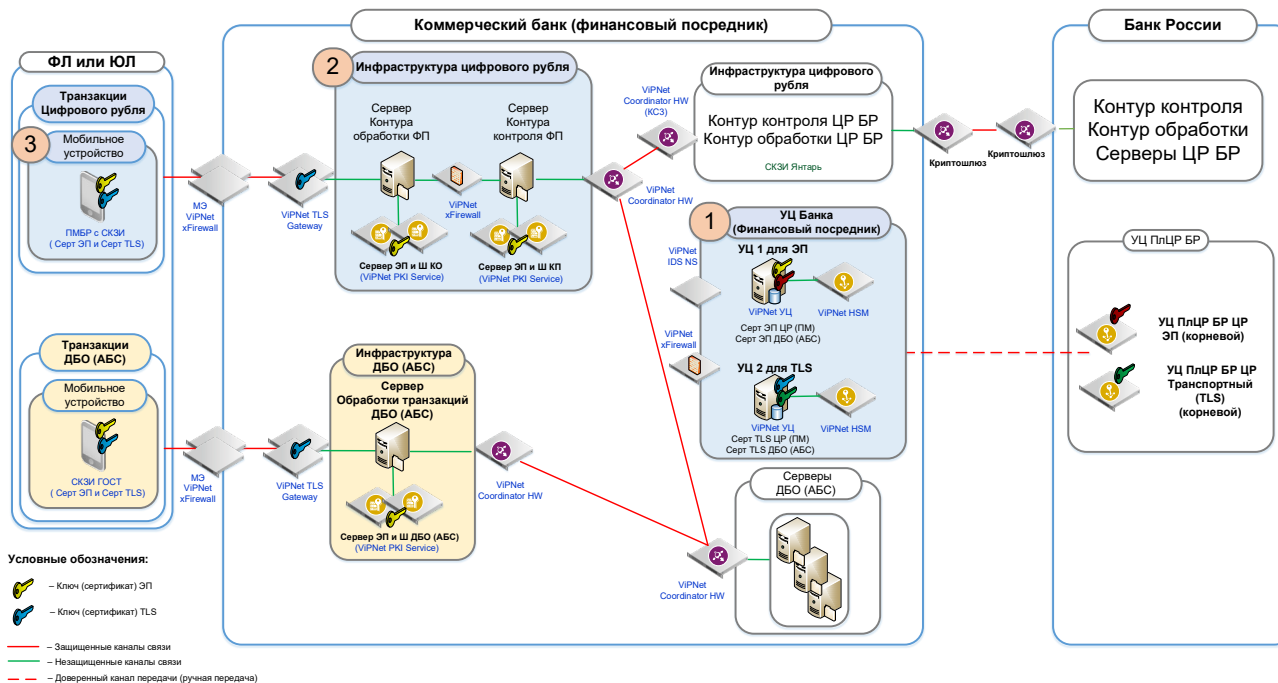 Коммерческий банк (финансовый посредник)
Банк России
ФЛ или ЮЛ
Транзакции
Цифрового рубля
3
Мобильное
устройство
ПМБР с СКЗИ
( Серт ЭП и Серт TLS)
МЭ
ViPNet
xFirewall
ViPNet TLS
Gateway
2
Инфраструктура цифрового рубля
Сервер
Контура
обработки ФП
Сервер
Контура
контроля ФП
ViPNet
xFirewall
Сервер ЭП и Ш КО
(ViPNet PKI Service)
Сервер ЭП и Ш КП
(ViPNet PKI Service)
ViPNet
Coordinator HW
(КС3)
ViPNet
Coordinator HW
Инфраструктура цифрового
рубля
Контур контроля ЦР БР
Контур обработки ЦР БР
СКЗИ Янтарь
Криптошлюз
Криптошлюз
Контур контроля
Контур обработки
Серверы ЦР БР
1
УЦ Банка
(Финансовый посредник)
ViPNet
IDS NS
УЦ 1 для ЭП
ViPNet УЦ
ViPNet HSM
Серт ЭП ЦР (ПМ)
Серт ЭП ДБО (АБС)
ViPNet
xFirewall
УЦ 2 для TLS
ViPNet УЦ
ViPNet HSM
Серт TLS ЦР (ПМ)
Серт TLS ДБО (АБС)
УЦ ПлЦР БР
УЦ ПлЦР БР ЦР
ЭП (корневой)
УЦ ПлЦР БР ЦР
Транспортный
(TLS)
(корневой)
Транзакции
ДБО (АБС)
Мобильное
устройство
СКЗИ ГОСТ
( Серт ЭП и Серт TLS)
МЭ
ViPNet
xFirewall
ViPNet TLS
Gateway
Инфраструктура
ДБО (АБС)
Сервер
Обработки транзакций
ДБО (АБС)
Сервер ЭП и Ш ДБО (АБС)
(ViPNet PKI Service)
ViPNet
Coordinator HW
ViPNet
Coordinator HW
Серверы
ДБО (АБС)
Условные обозначения:
– Ключ (сертификат) ЭП
– Ключ (сертификат) TLS
– Защищенные каналы связи
– Незащищенные каналы связи
– Доверенный канал передачи (ручная передача)